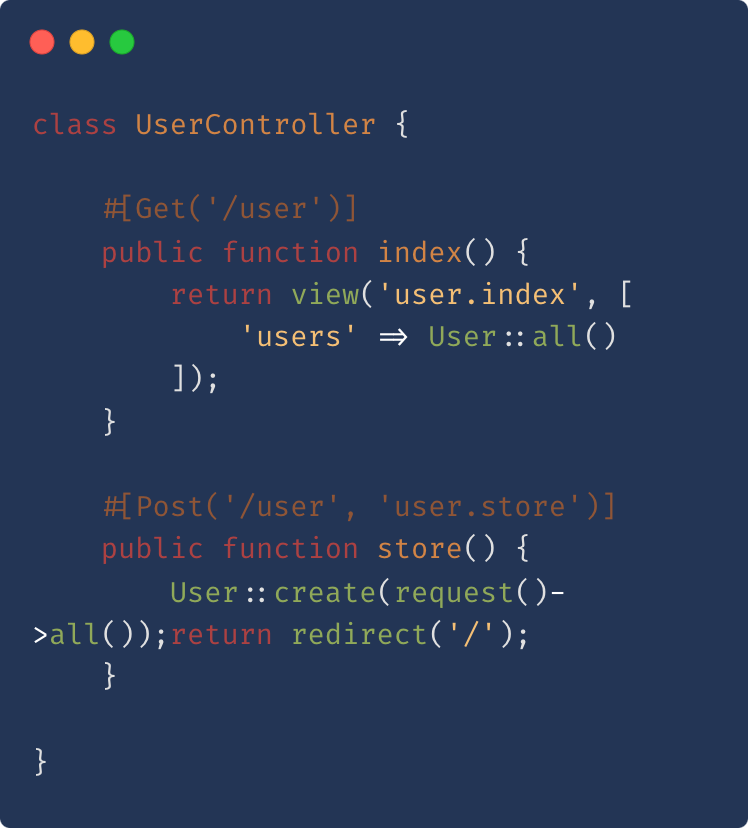 class UserController {
    #[Get('/user')]
    public function index() {
        return view('user.index', [
            'users' => User::all()
        ]);
    }
    #[Post('/user', 'user.store')]
    public function store() {
        User::create(request()-
>all());return redirect('/');
    }
}